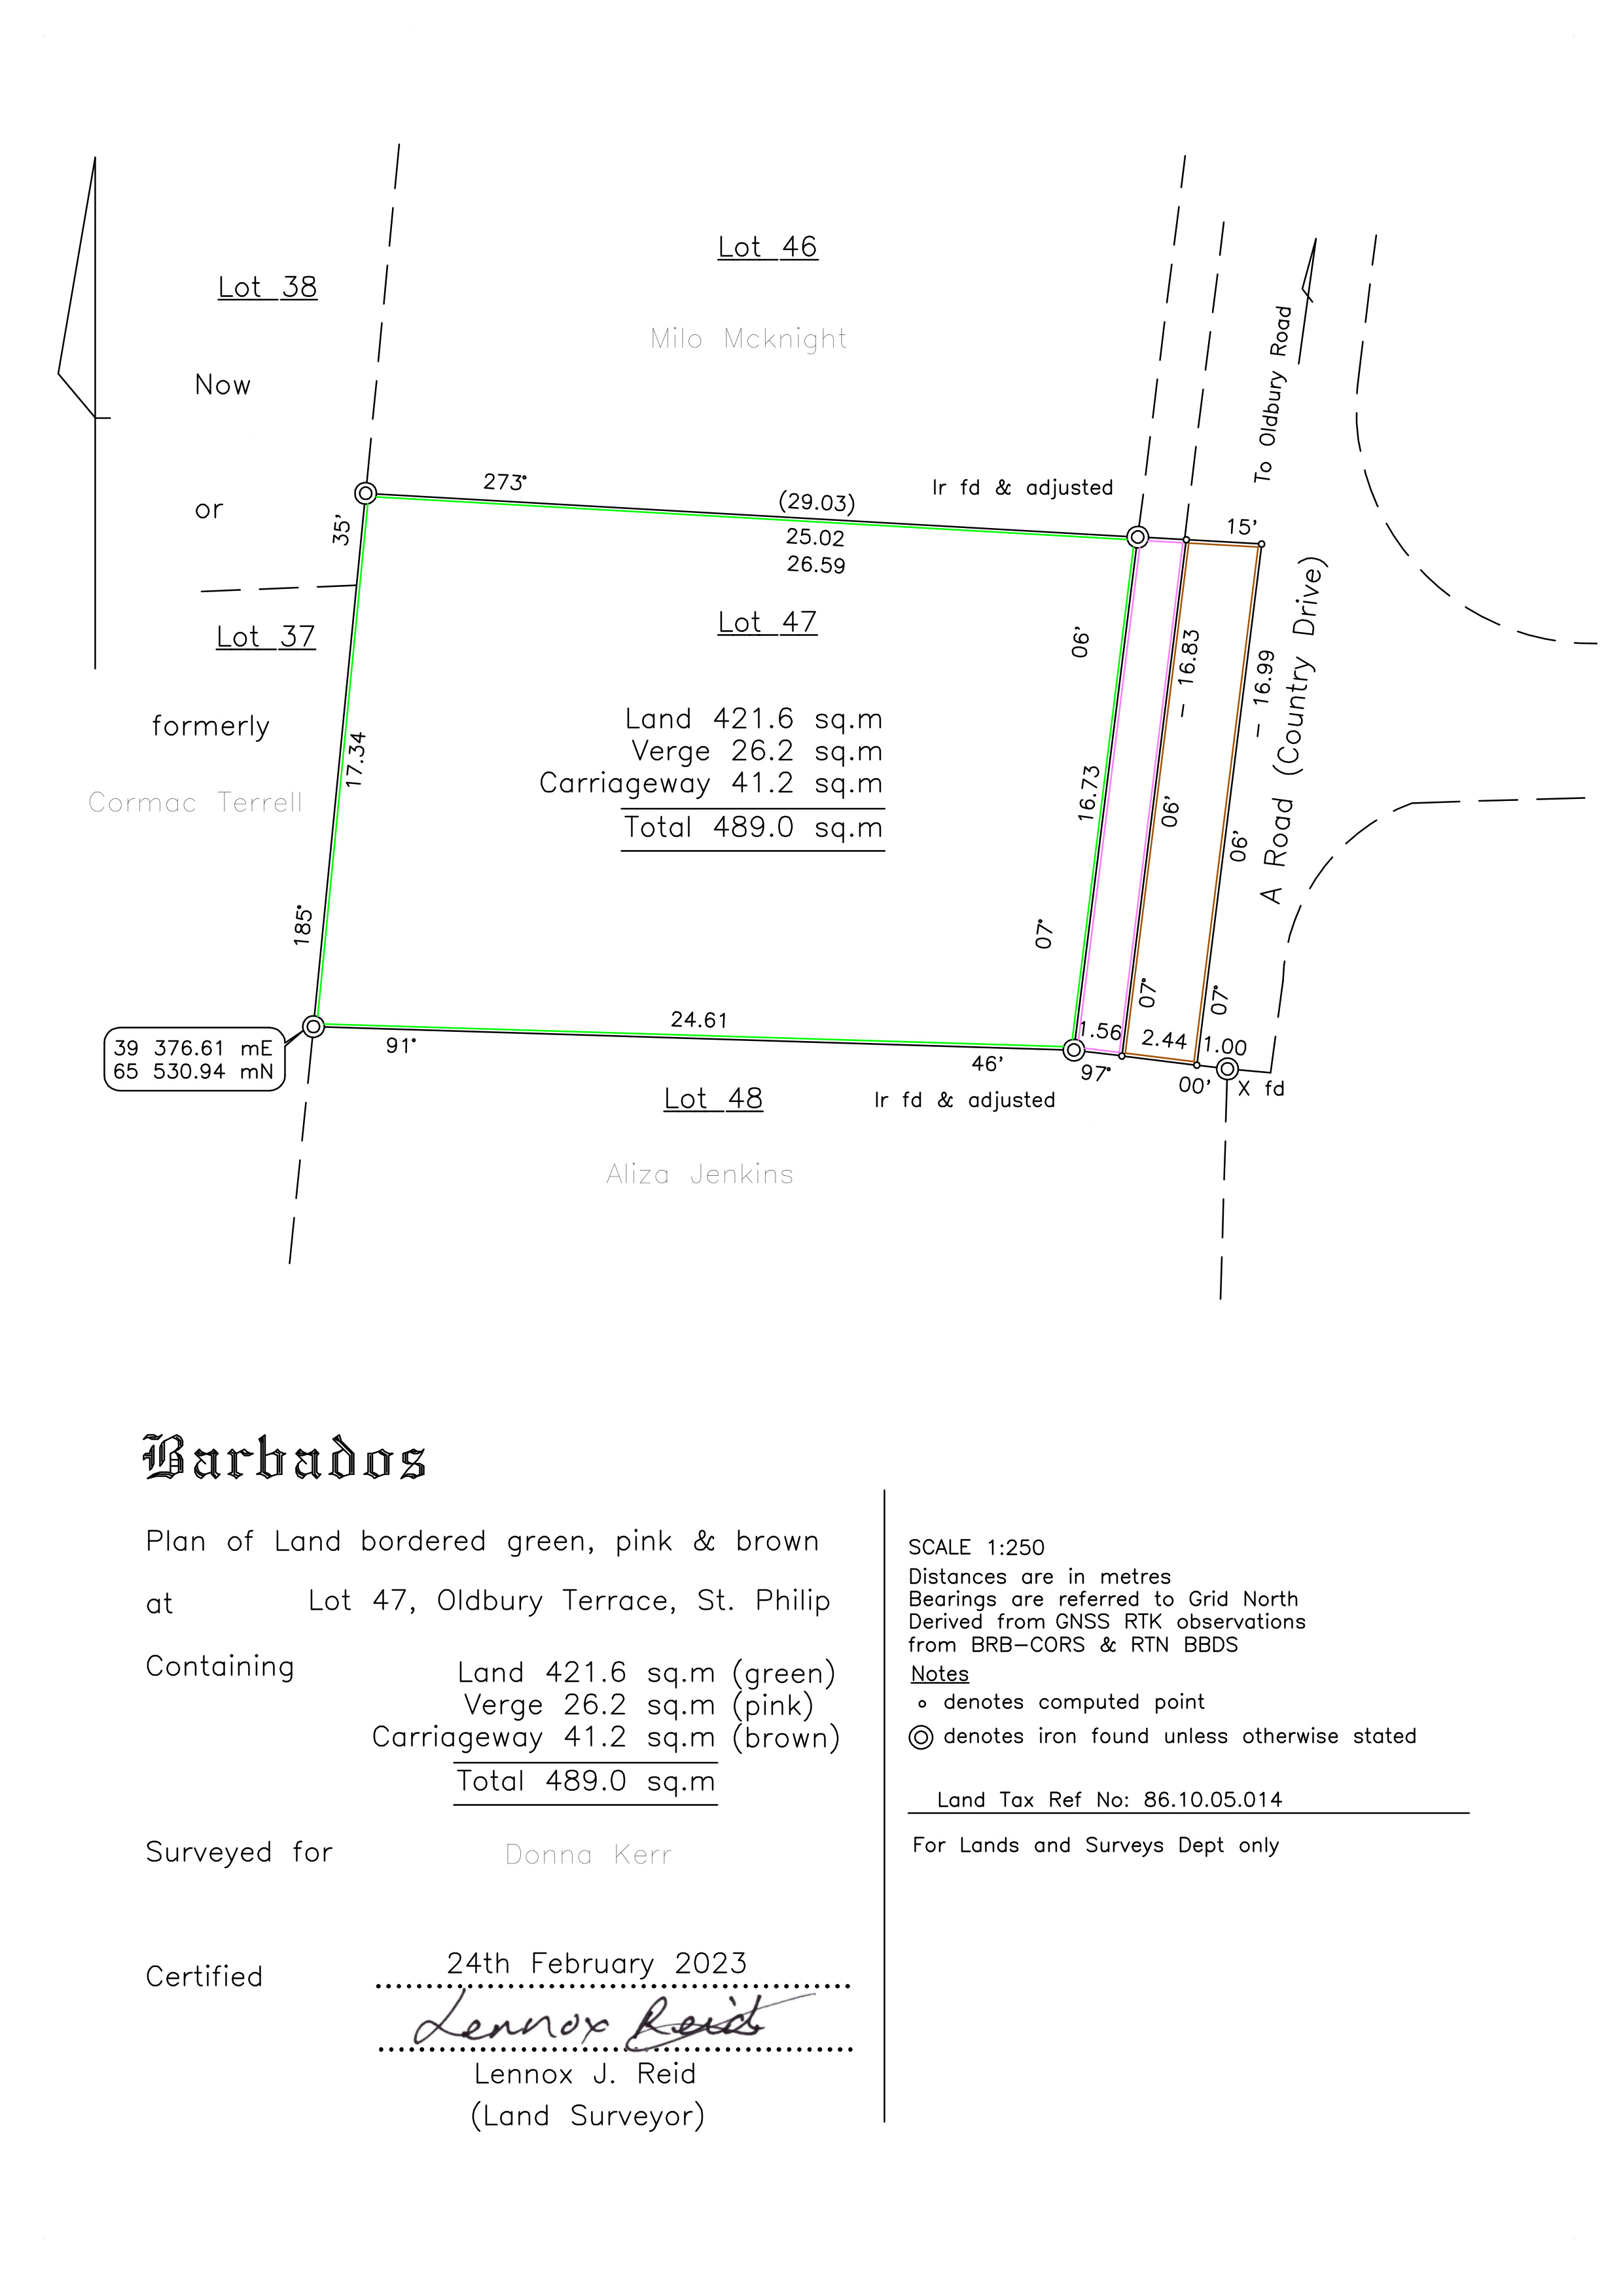 Lot 46
Lot 38
Milo Mcknight
Now
To Oldbury Road
273°
(29.03)
Ir fd & adjusted
or
35'
25.02
15'
26.59
Lot 47
Lot 37
06'
- 16.83
- 16.99
A Road (Country Drive)
Land 421.6 sq.m
formerly
Verge 26.2 sq.m
17.34
Carriageway 41.2 sq.m
16.73
Cormac Terrell
06'
Total 489.0 sq.m
06'
185°
07°
07°
07°
24.61
1.56
2.44
1.00
39 376.61 mE
65 530.94 mN
91°
46'
97°
00'
X fd
Lot 48
Ir fd & adjusted
Aliza Jenkins
Barbados
Plan of Land bordered green, pink & brown
at Lot 47, Oldbury Terrace, St. Philip
Containing
Land 421.6 sq.m (green)
Verge 26.2 sq.m (pink)
Carriageway 41.2 sq.m (brown)
Total 489.0 sq.m
Surveyed for Donna Kerr
Certified
24th February 2023
Lennox Reid
Lennox J. Reid
(Land Surveyor)
SCALE 1:250
Distances are in metres
Bearings are referred to Grid North
Derived from GNSS RTK observations
from BRB-CORS & RTN BBDS
Notes
denotes computed point
denotes iron found unless otherwise stated
Land Tax Ref No: 86.10.05.014
For Lands and Surveys Dept only